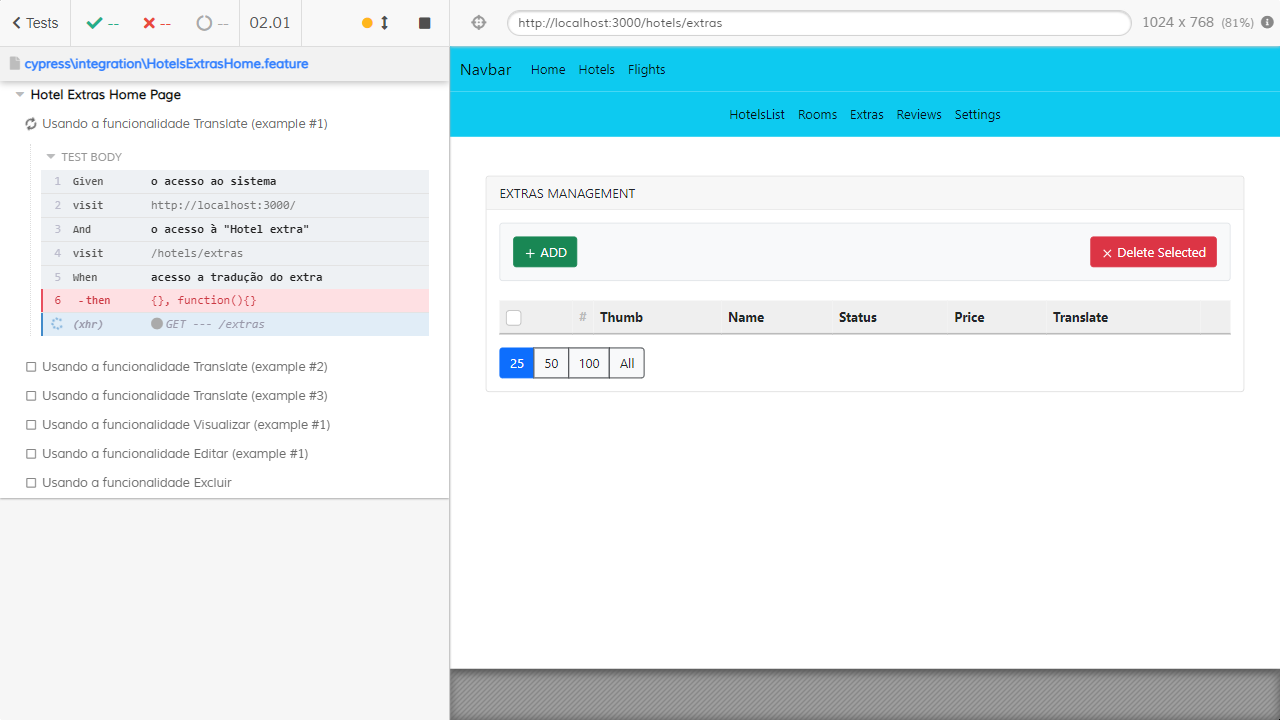 Tests
--
--
--
02.01
http://localhost:3000/hotels/extras
1024 x 768 (81%)
cypress\integration\HotelsExtrasHome.feature
Hotel Extras Home Page
Usando a funcionalidade Translate (example #1)
TEST BODY
1 Given o acesso ao sistema
2 visit http://localhost:3000/
3 And o acesso à "Hotel extra"
4 visit /hotels/extras
5 When acesso a tradução do extra
6 -then {}, function(){}
(xhr) GET --- /extras
Usando a funcionalidade Translate (example #2)
Usando a funcionalidade Translate (example #3)
Usando a funcionalidade Visualizar (example #1)
Usando a funcionalidade Editar (example #1)
Usando a funcionalidade Excluir
Navbar Home Hotels Flights
HotelsList Rooms Extras Reviews Settings
EXTRAS MANAGEMENT
+ ADD
× Delete Selected
# Thumb Name Status Price Translate
25 50 100 All